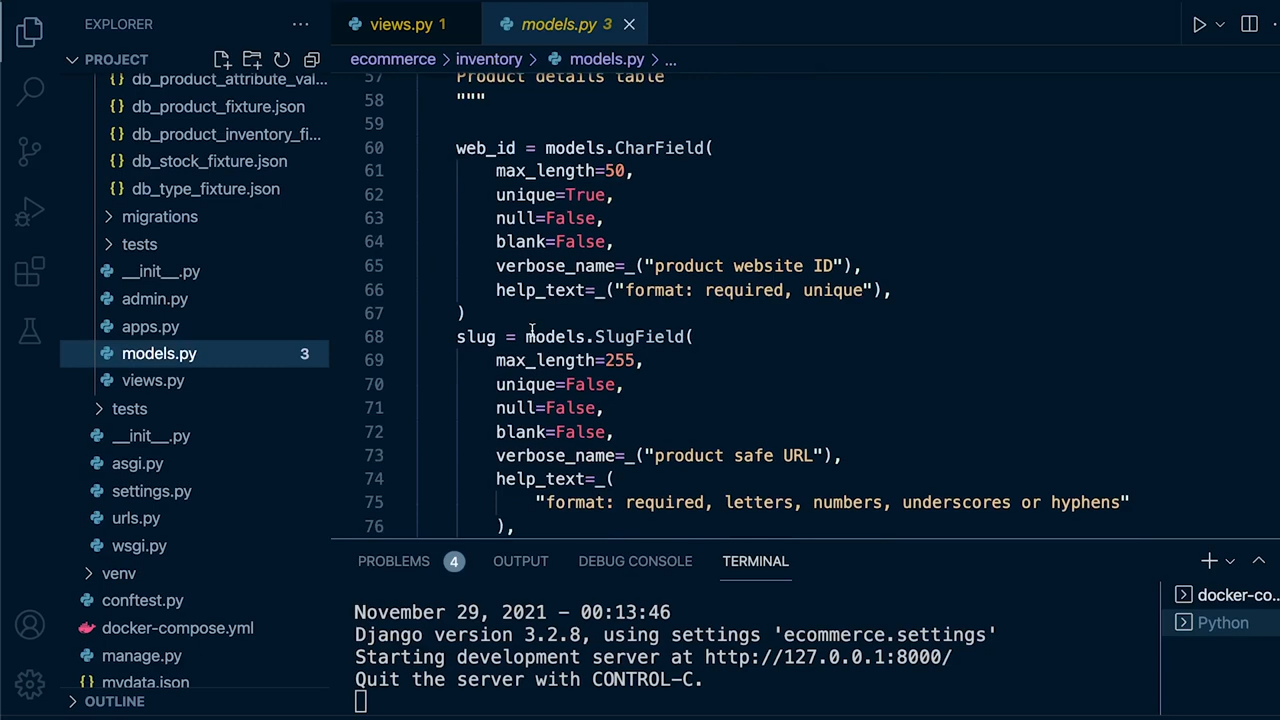 EXPLORER
PROJECT
db_product_attribute_val...
db_product_fixture.json
db_product_inventory_fi...
db_stock_fixture.json
db_type_fixture.json
migrations
tests
__init__.py
admin.py
apps.py
models.py 3
views.py
tests
__init__.py
asgi.py
settings.py
urls.py
wsgi.py
venv
conftest.py
docker-compose.yml
manage.py
mydata.json
OUTLINE
views.py 1
models.py 3
ecommerce > inventory > models.py > ...
57 Product details table
58 """
59
60 web_id = models.CharField(
61 max_length=50,
62 unique=True,
63 null=False,
64 blank=False,
65 verbose_name=_("product website ID"),
66 help_text=_("format: required, unique"),
67 )
68 slug = models.SlugField(
69 max_length=255,
70 unique=False,
71 null=False,
72 blank=False,
73 verbose_name=_("product safe URL"),
74 help_text=_(
75 "format: required, letters, numbers, underscores or hyphens"
76 ),
PROBLEMS 4 OUTPUT DEBUG CONSOLE TERMINAL
November 29, 2021 - 00:13:46
Django version 3.2.8, using settings 'ecommerce.settings'
Starting development server at http://127.0.0.1:8000/
Quit the server with CONTROL-C.
docker-co...
Python